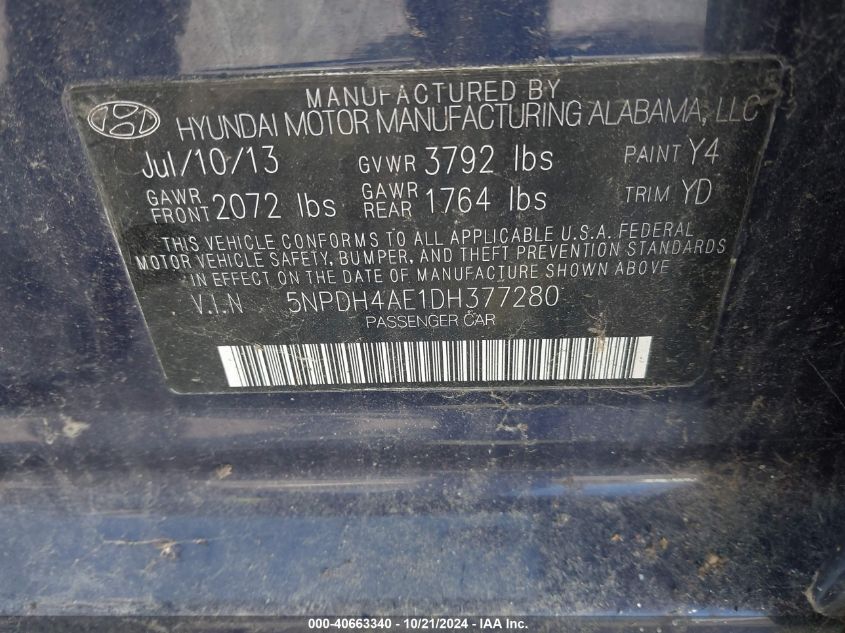 MANUFACTURED BY
HYUNDAI MOTOR MANUFACTURING ALABAMA, LLC
Jul/10/13 GVWR 3792 lbs PAINT Y4
GAWR FRONT 2072 lbs GAWR REAR 1764 lbs TRIM YD
THIS VEHICLE CONFORMS TO ALL APPLICABLE U.S.A. FEDERAL
MOTOR VEHICLE SAFETY, BUMPER, AND THEFT PREVENTION STANDARDS
IN EFFECT ON THE DATE OF MANUFACTURE SHOWN ABOVE
V.I.N 5NPDH4AE1DH377280
PASSENGER CAR
000-40663340 - 10/21/2024 - IAA Inc.